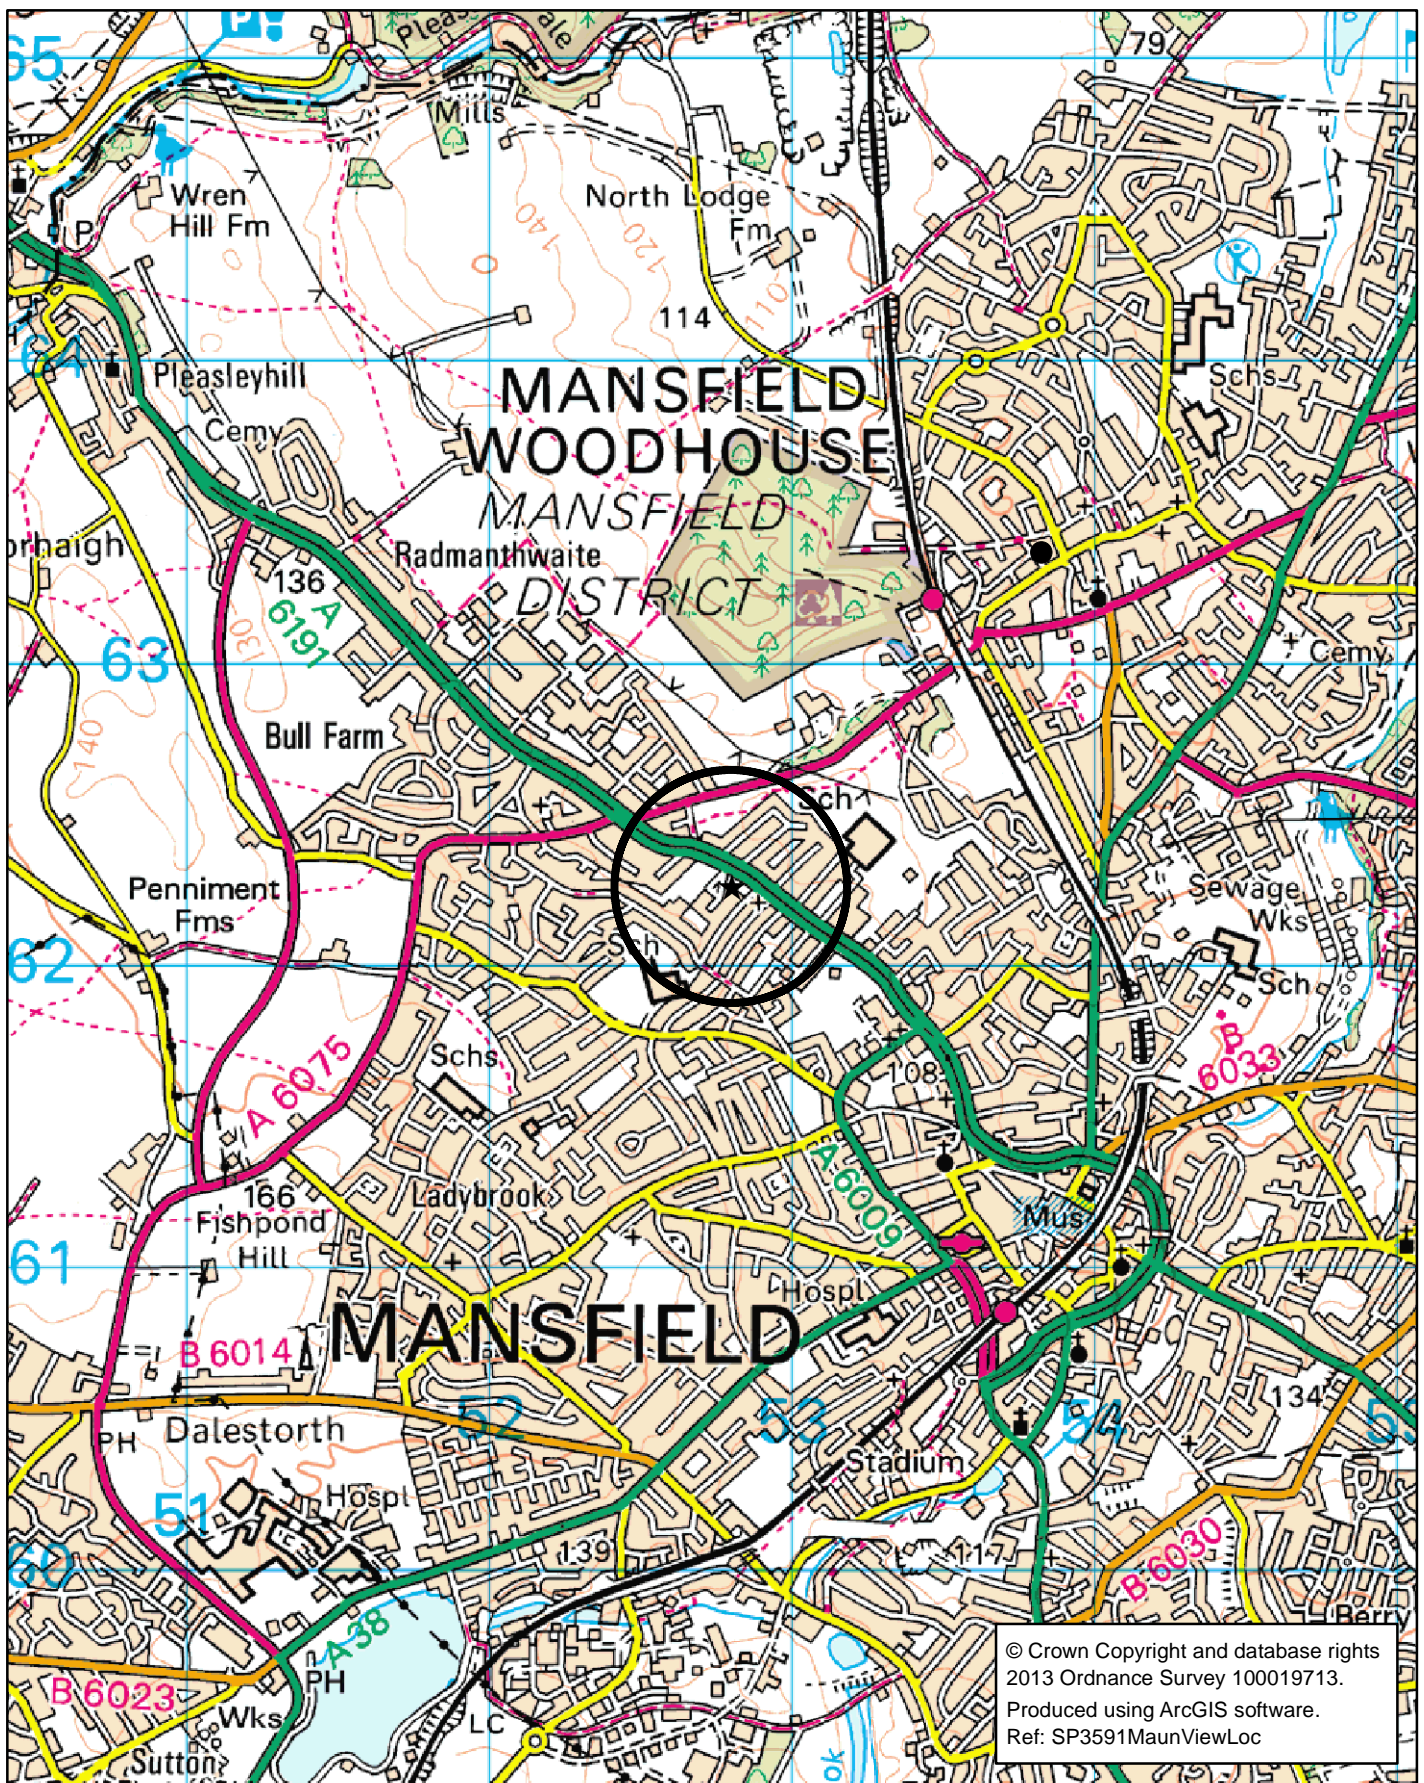 65
P
79
Mills
Wren
Hill Fm
North Lodge
Fm
P
140
120
110
114
64
Pleasleyhill
Schs
Cemy
MANSFIELD
WOODHOUSE
MANSFIELD
DISTRICT
Radmanthwaite
136
A
6191
130
63
Cemy
140
Bull Farm
Sch
Penniment
Fms
Sewage
Wks
62
Sch
Sch
B
6033
A 6075
Schs
108
A 6009
166
Fishpond
Hill
Ladybrook
Mus
61
Hospl
MANSFIELD
B 6014
52
53
54
134
PH
Dalestorth
Stadium
51
Hospl
60
139
117
B 6030
A 38
Berry
B 6023
PH
Wks
LC
Sutton
© Crown Copyright and database rights
2013 Ordnance Survey 100019713.
Produced using ArcGIS software.
Ref: SP3591MaunViewLoc